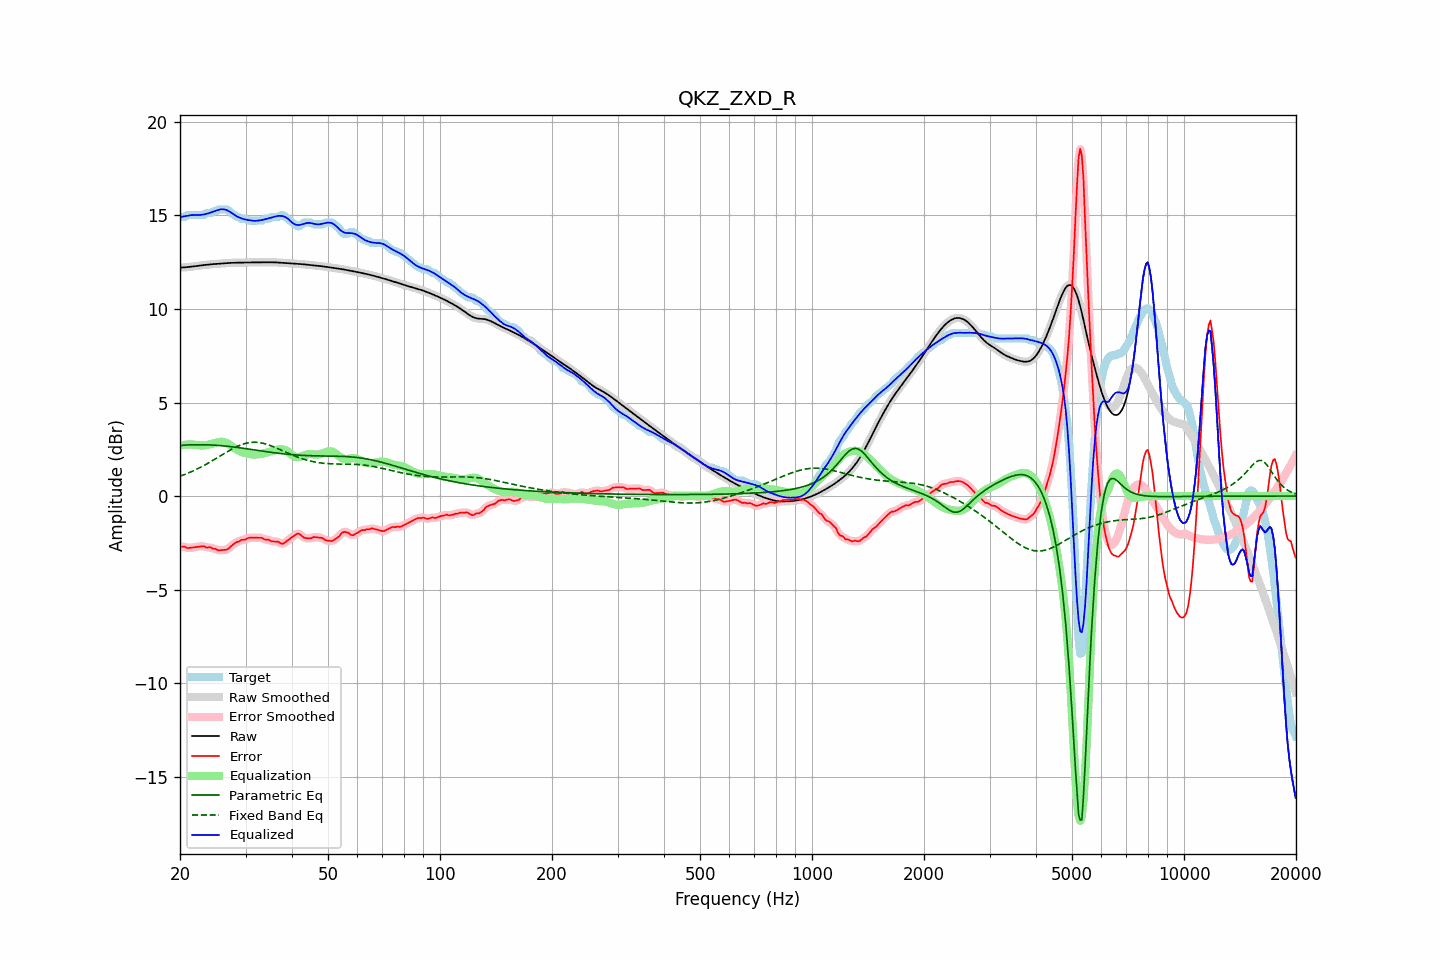 QKZ_ZXD_R
20
15
10
5
0
−5
−10
−15
Amplitude (dBr)
Target
Raw Smoothed
Error Smoothed
Raw
Error
Equalization
Parametric Eq
Fixed Band Eq
Equalized
20 50 100 200 500 1000 2000 5000 10000 20000
Frequency (Hz)